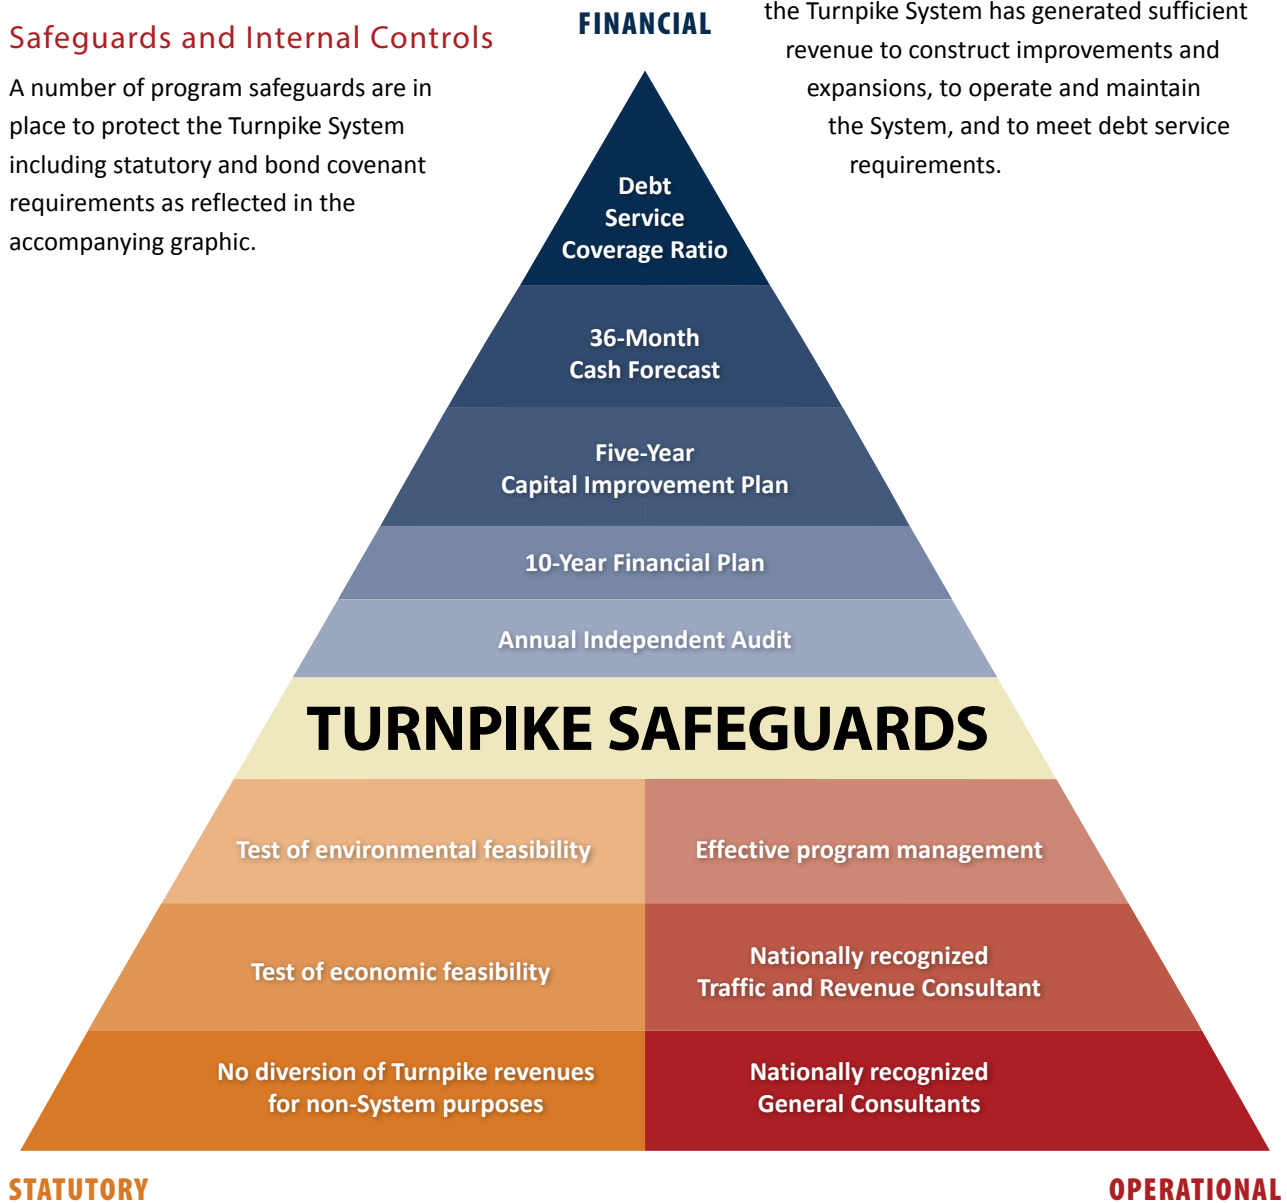 Safeguards and Internal Controls
A number of program safeguards are in
place to protect the Turnpike System
including statutory and bond covenant
requirements as reflected in the
accompanying graphic.
the Turnpike System has generated sufficient
revenue to construct improvements and
expansions, to operate and maintain
the System, and to meet debt service
requirements.
FINANCIAL
Debt
Service
Coverage Ratio
36-Month
Cash Forecast
Five-Year
Capital Improvement Plan
10-Year Financial Plan
Annual Independent Audit
TURNPIKE SAFEGUARDS
Test of environmental feasibility
Effective program management
Test of economic feasibility
Nationally recognized
Traffic and Revenue Consultant
No diversion of Turnpike revenues
for non-System purposes
Nationally recognized
General Consultants
STATUTORY
OPERATIONAL